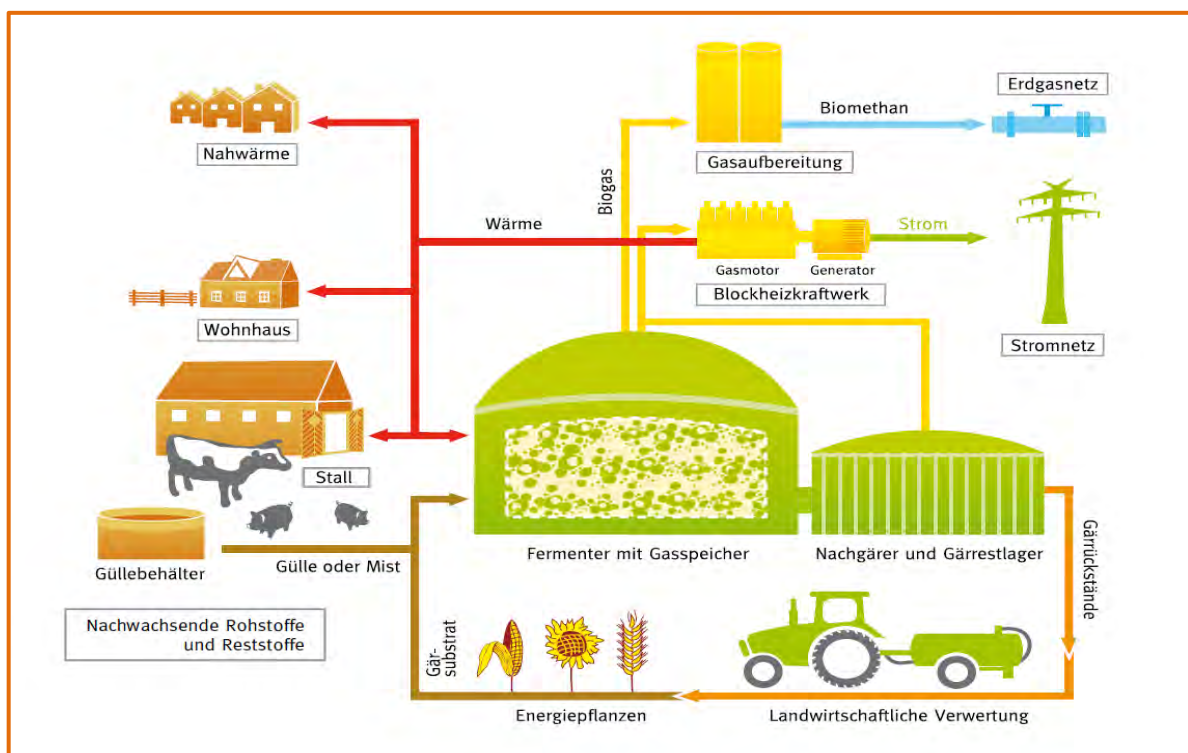 Erdgasnetz
Biomethan
Nahwärme
Gasaufbereitung
Biogas
Wärme
Strom
Gasmotor
Generator
Blockheizkraftwerk
Wohnhaus
Stromnetz
Stall
Güllebehälter
Gülle oder Mist
Fermenter mit Gasspeicher
Nachgärer und Gärrestlager
Gärrückstände
Nachwachsende Rohstoffe
und Reststoffe
Gär-
substrat
Energiepflanzen
Landwirtschaftliche Verwertung